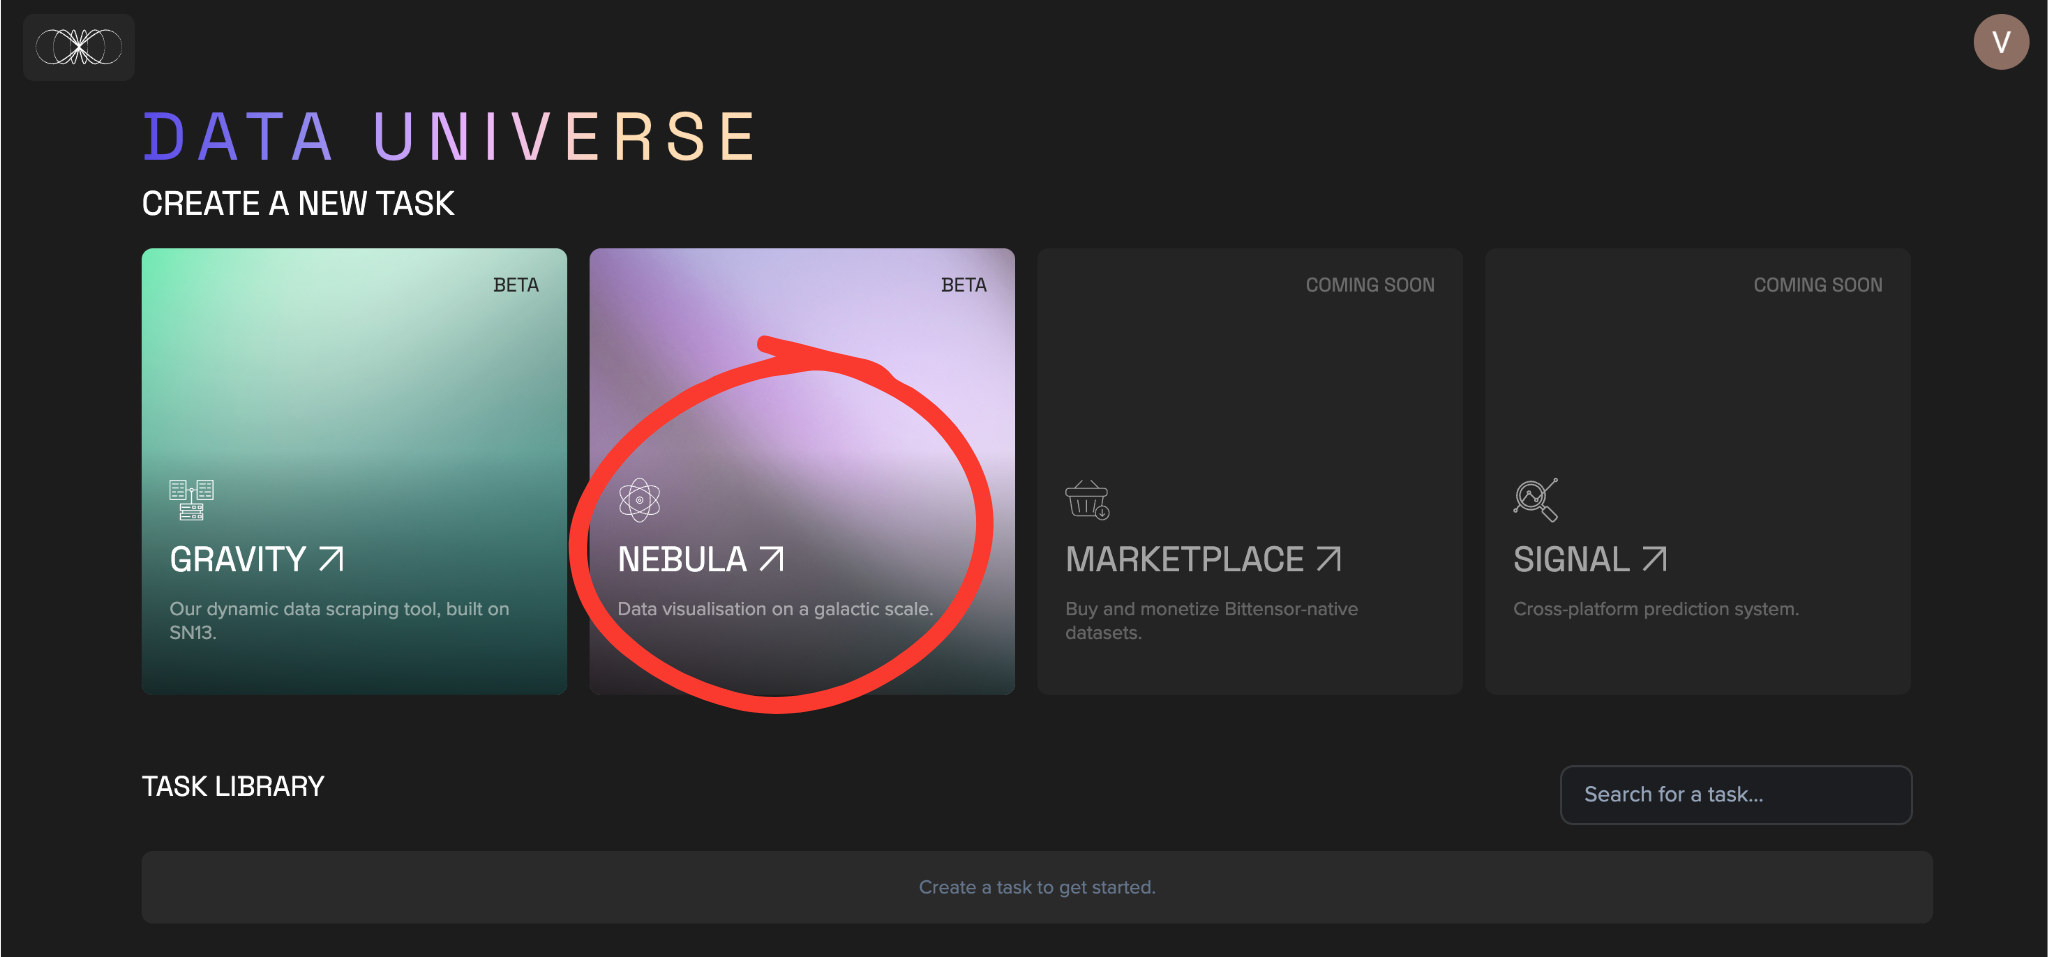 V
DATA UNIVERSE
CREATE A NEW TASK
BETA
GRAVITY
Our dynamic data scraping tool, built on
SN13.
BETA
NEBULA
Data visualisation on a galactic scale.
COMING SOON
MARKETPLACE
Buy and monetize Bittensor-native
datasets.
COMING SOON
SIGNAL
Cross-platform prediction system.
TASK LIBRARY
Search for a task...
Create a task to get started.